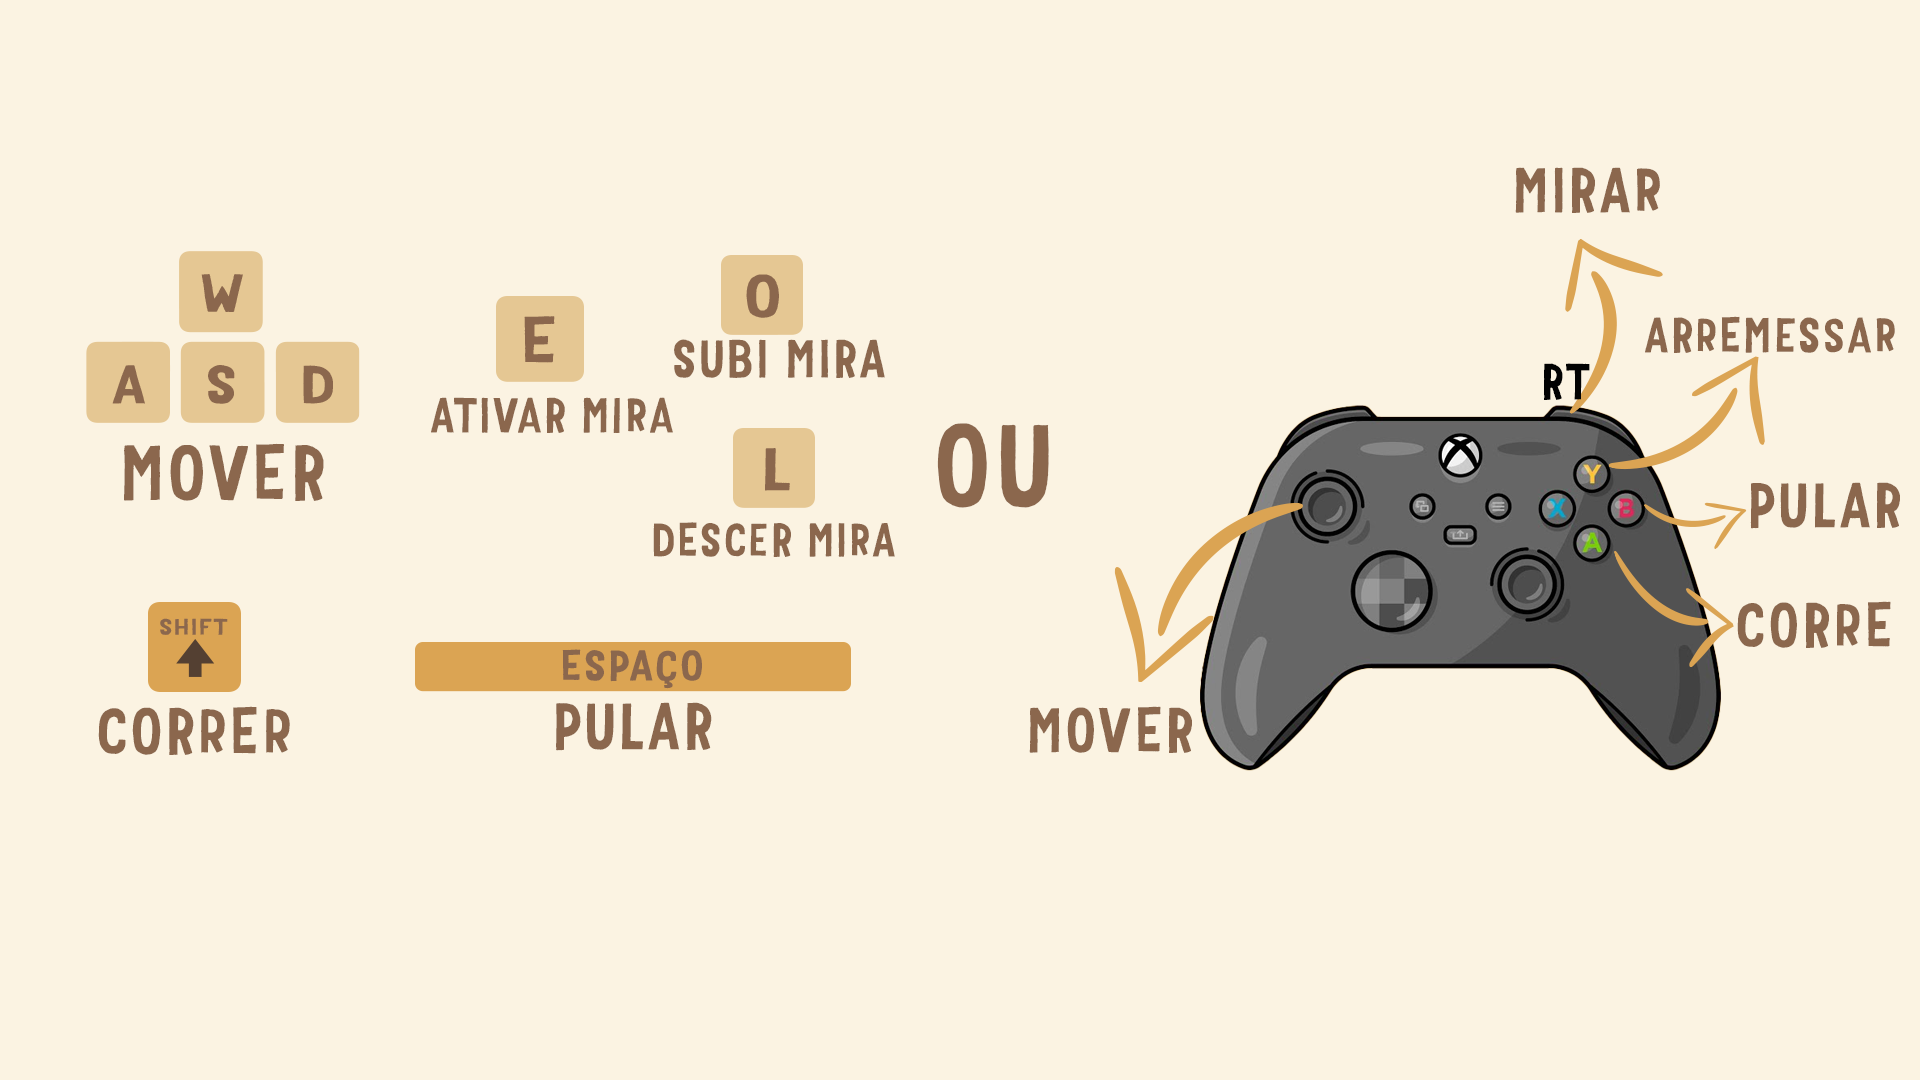 W
A S D
MOVER
E
ATIVAR MIRA
O
SUBI MIRA
L
DESCER MIRA
SHIFT
CORRER
ESPAÇO
PULAR
OU
MIRAR
RT
ARREMESSAR
Y
X B
A
PULAR
CORRE
MOVER